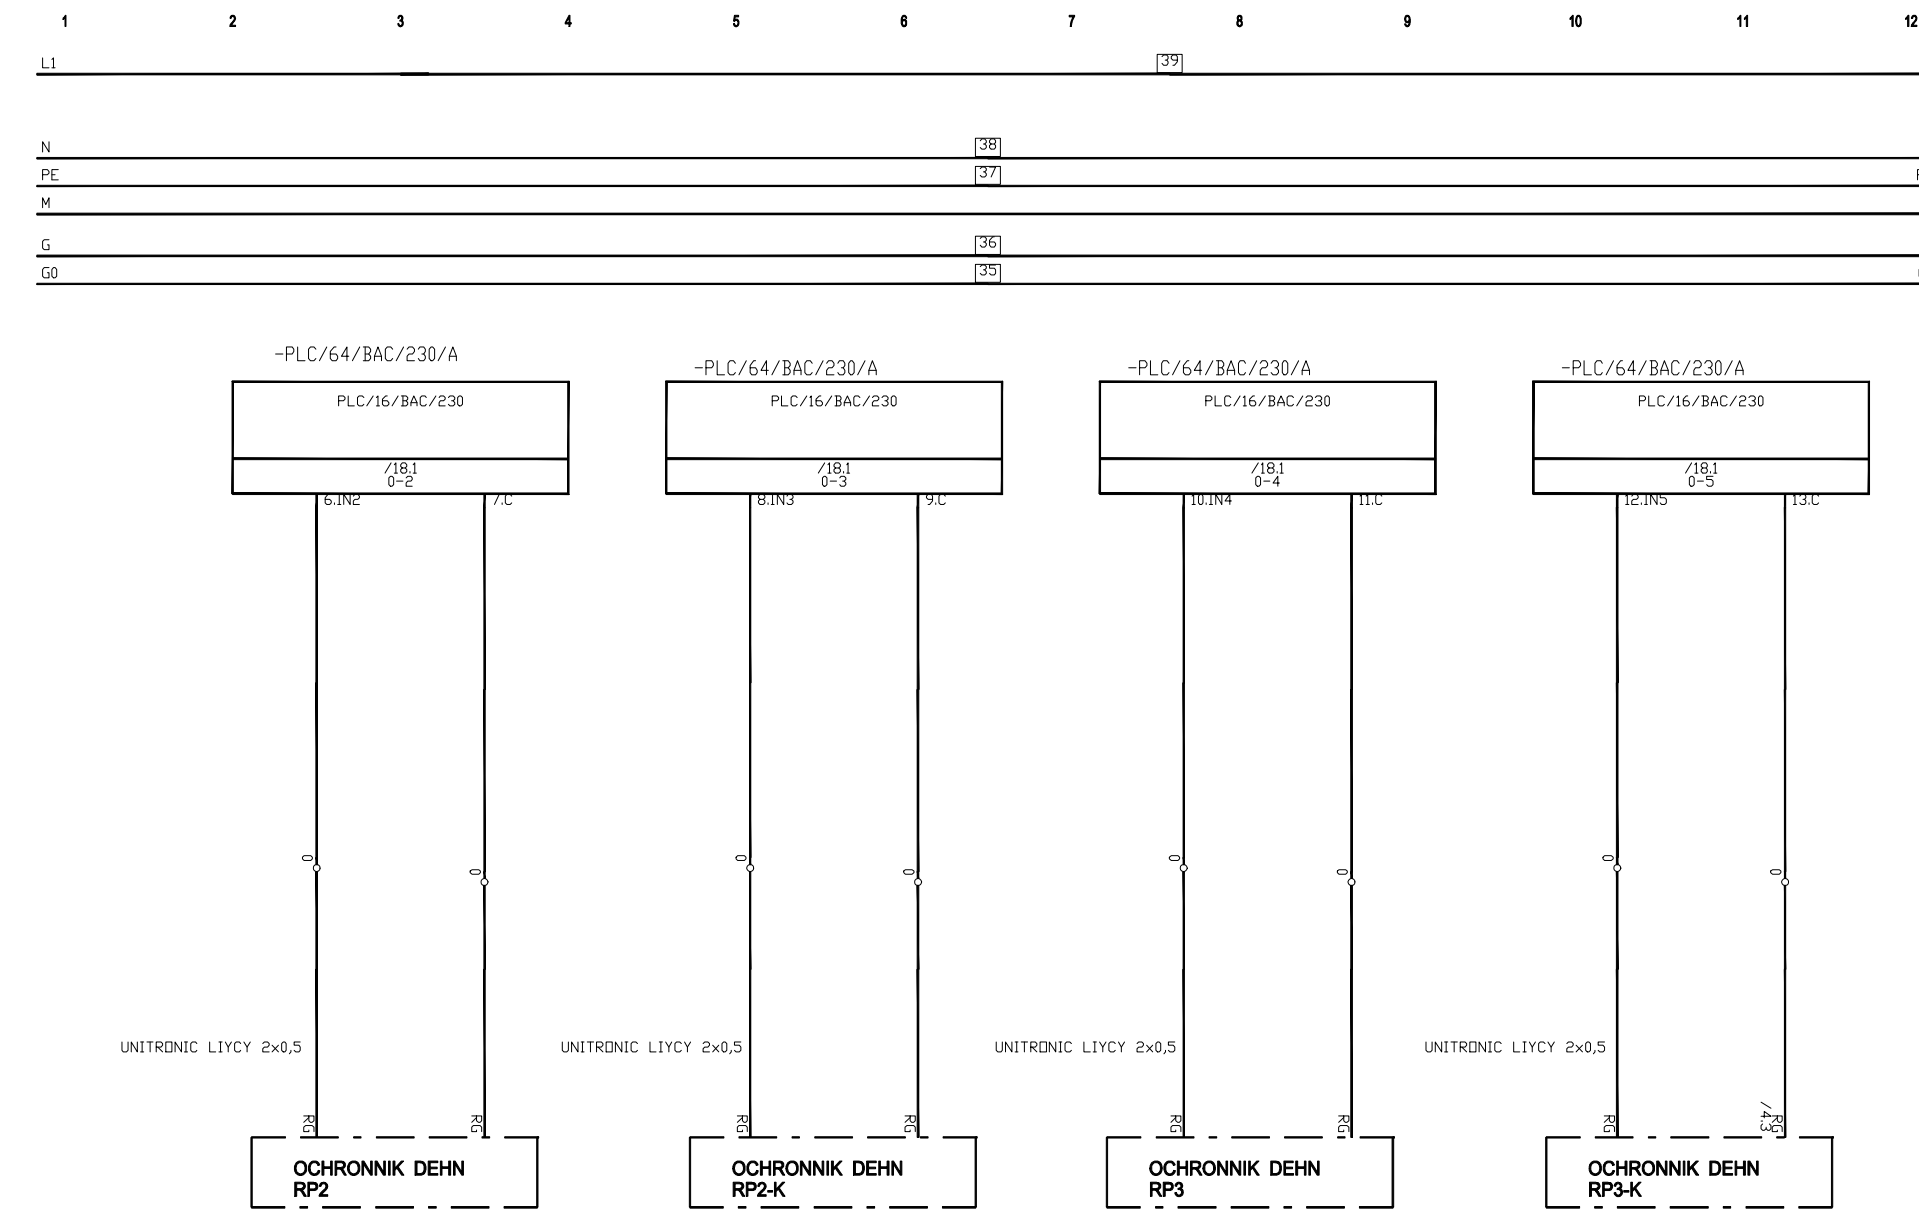 1 2 3 4 5 6 7 8 9 10 11 12
L1 39
N 38
PE 37
M
G 36
G0 35
-PLC/64/BAC/230/A -PLC/64/BAC/230/A -PLC/64/BAC/230/A -PLC/64/BAC/230/A
PLC/16/BAC/230 PLC/16/BAC/230 PLC/16/BAC/230 PLC/16/BAC/230
/18.1 /18.1 /18.1 /18.1
0-2 0-3 0-4 0-5
6.IN2 7.C 8.IN3 9.C 10.IN4 11.C 12.IN5 13.C
0 0 0 0 0 0 0 0
UNITRONIC LIYCY 2x0,5 UNITRONIC LIYCY 2x0,5 UNITRONIC LIYCY 2x0,5 UNITRONIC LIYCY 2x0,5
RG RG RG RG RG RG RG RG /4.3
OCHRONNIK DEHN OCHRONNIK DEHN OCHRONNIK DEHN OCHRONNIK DEHN
RP2 RP2-K RP3 RP3-K